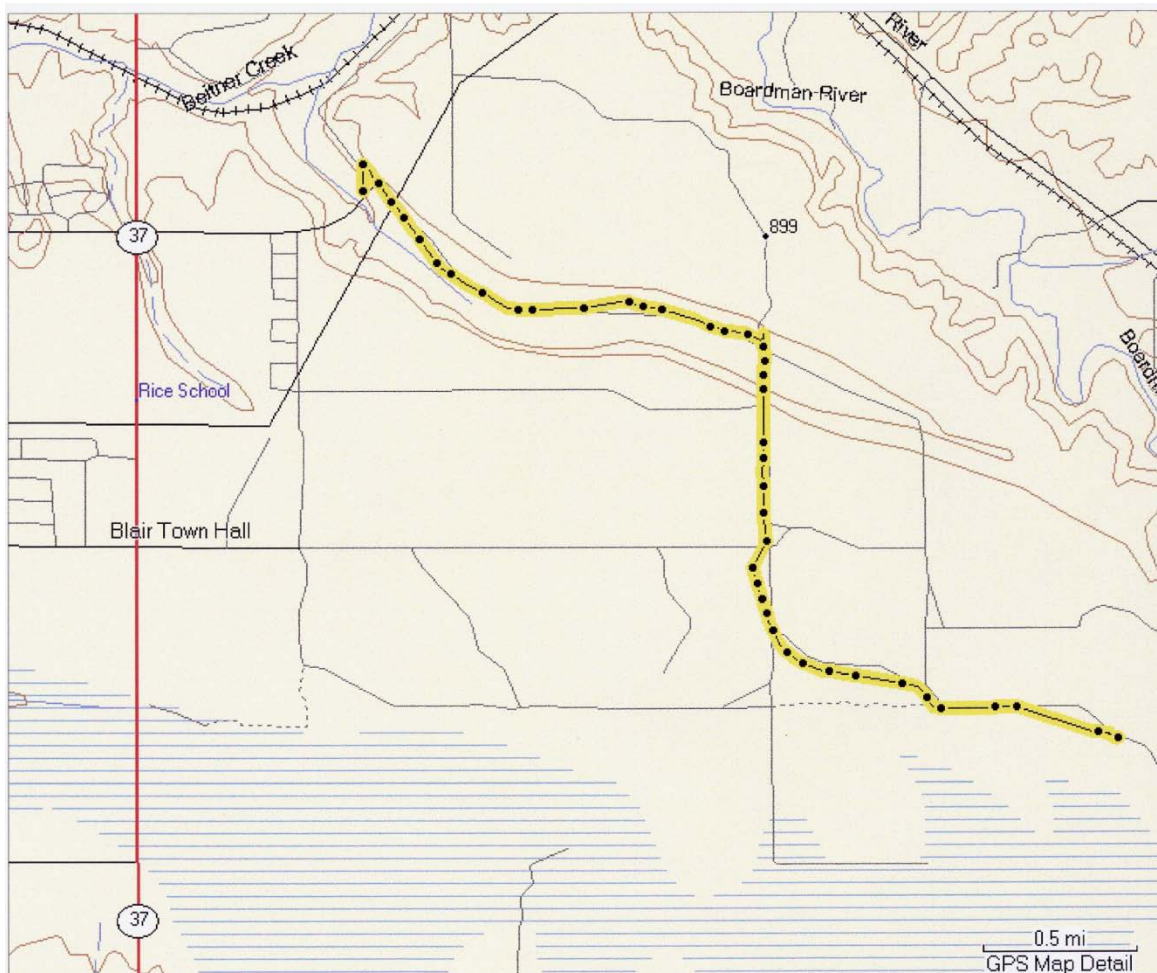 River
Beitner Creek
Boardman-River
899
37
Rice School
Blair Town Hall
37
0.5 mi
GPS Map Detail